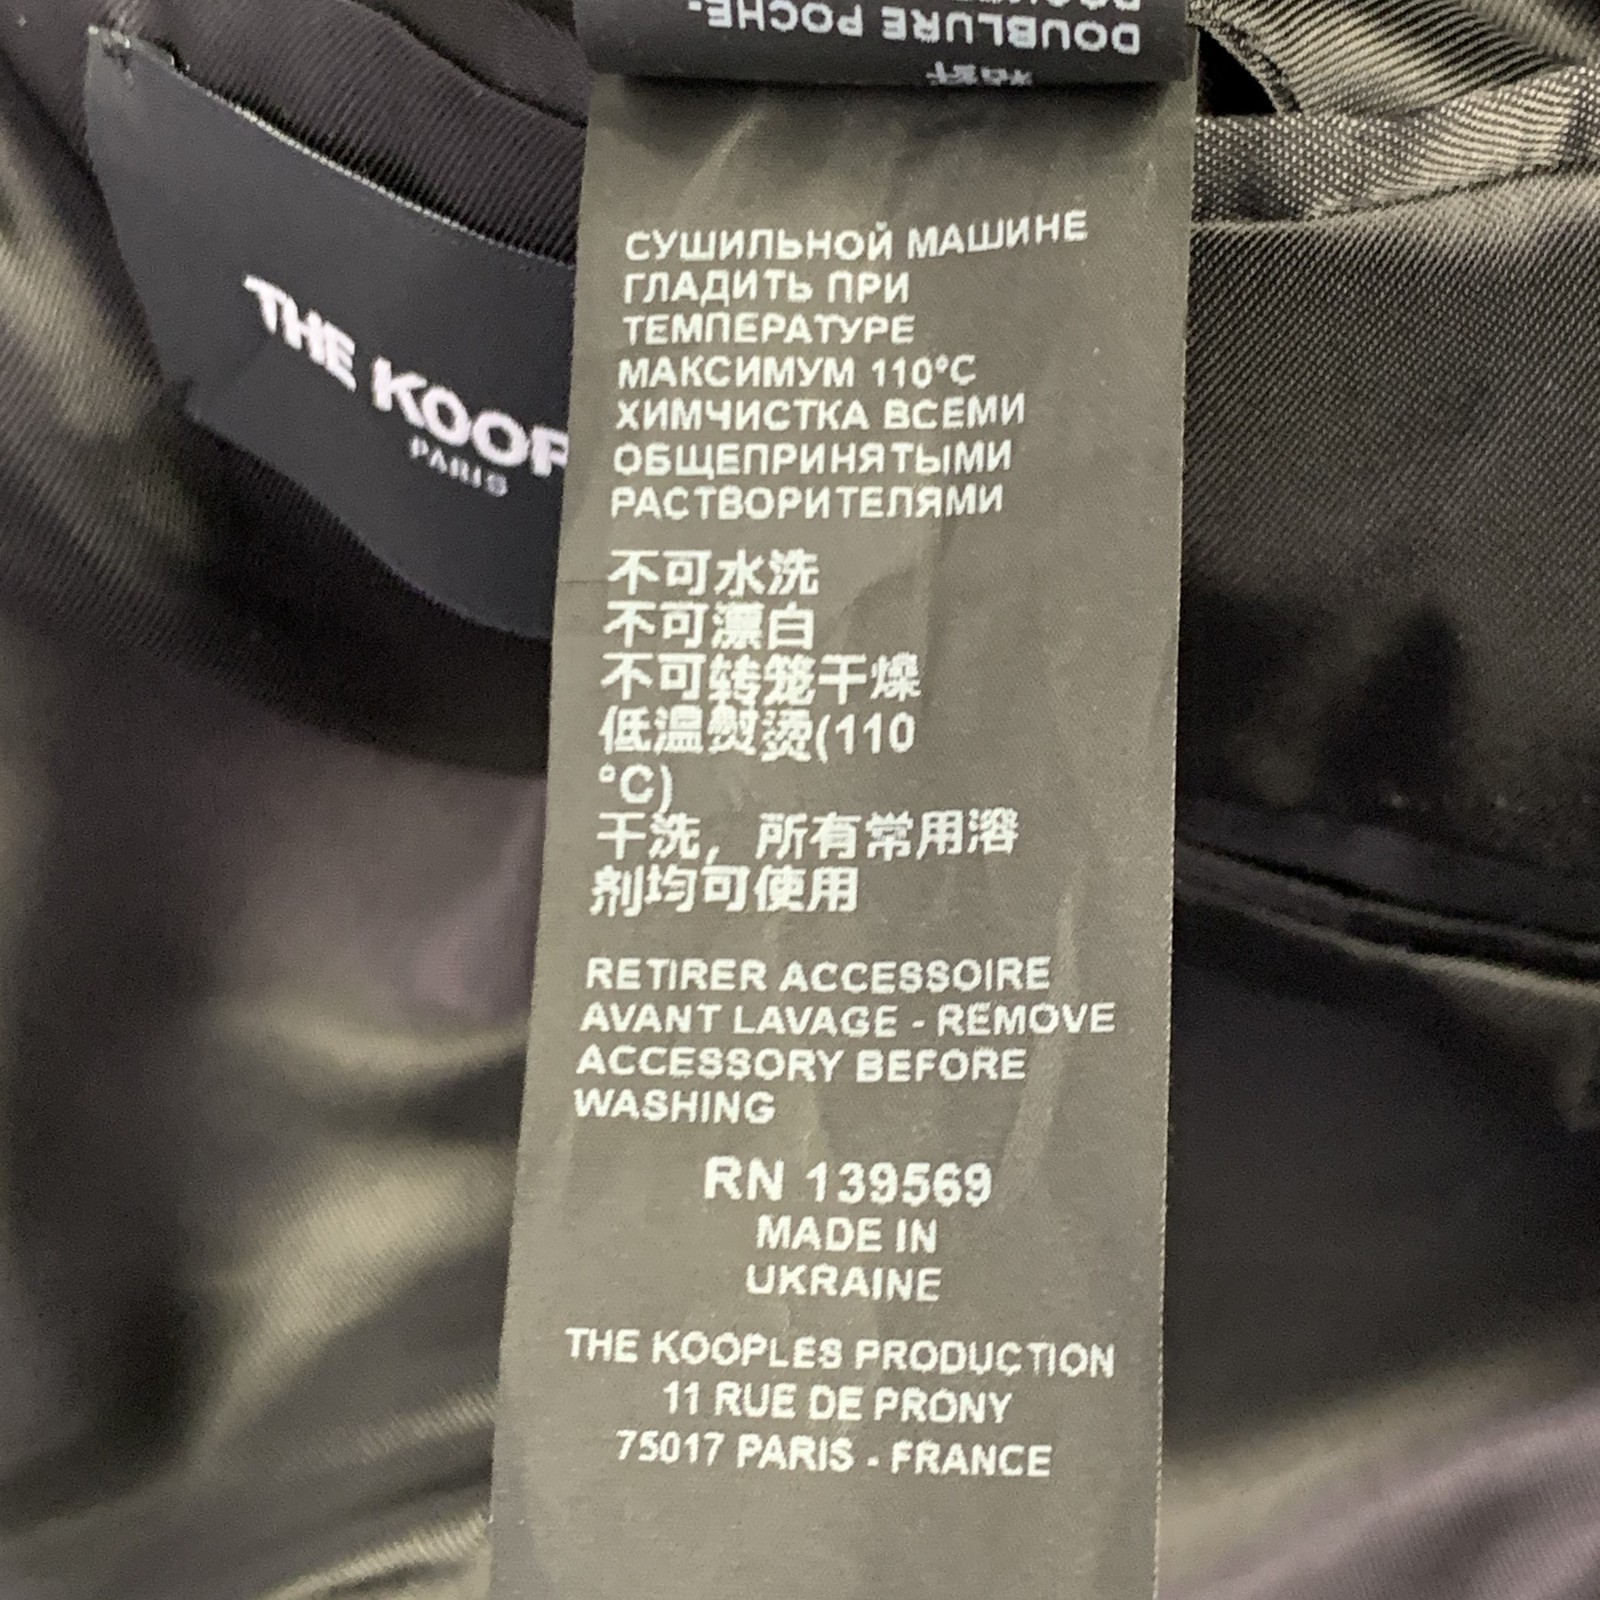 DOUBLURE POCHE-
THE KOOP
PARIS
СУШИЛЬНОЙ МАШИНЕ
ГЛАДИТЬ ПРИ
ТЕМПЕРАТУРЕ
МАКСИМУМ 110°C
ХИМЧИСТКА ВСЕМИ
ОБЩЕПРИНЯТЫМИ
РАСТВОРИТЕЛЯМИ
不可水洗
不可漂白
不可转笼干燥
低温熨烫(110
°C)
干洗，所有常用溶
剂均可使用
RETIRER ACCESSOIRE
AVANT LAVAGE - REMOVE
ACCESSORY BEFORE
WASHING
RN 139569
MADE IN
UKRAINE
THE KOOPLES PRODUCTION
11 RUE DE PRONY
75017 PARIS - FRANCE